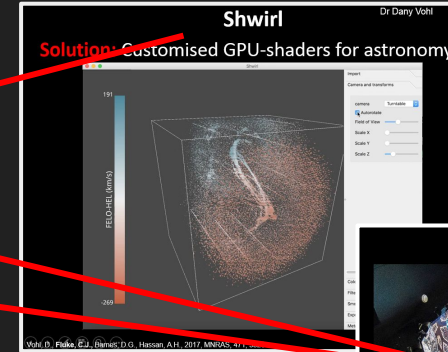 Shwirl
Dr Dany Vohl
Solution: Customised GPU-shaders for astronomy
Shwirl
191
FELO-HEL (km/s)
-269
Import
Camera and transforms
camera
Turntable
Autorotate
Field of View
Scale X
Scale Y
Scale Z
Vohl, D., Fluke, C.J., Barnes, D.G., Hassan, A.H., 2017, MNRAS, 471,